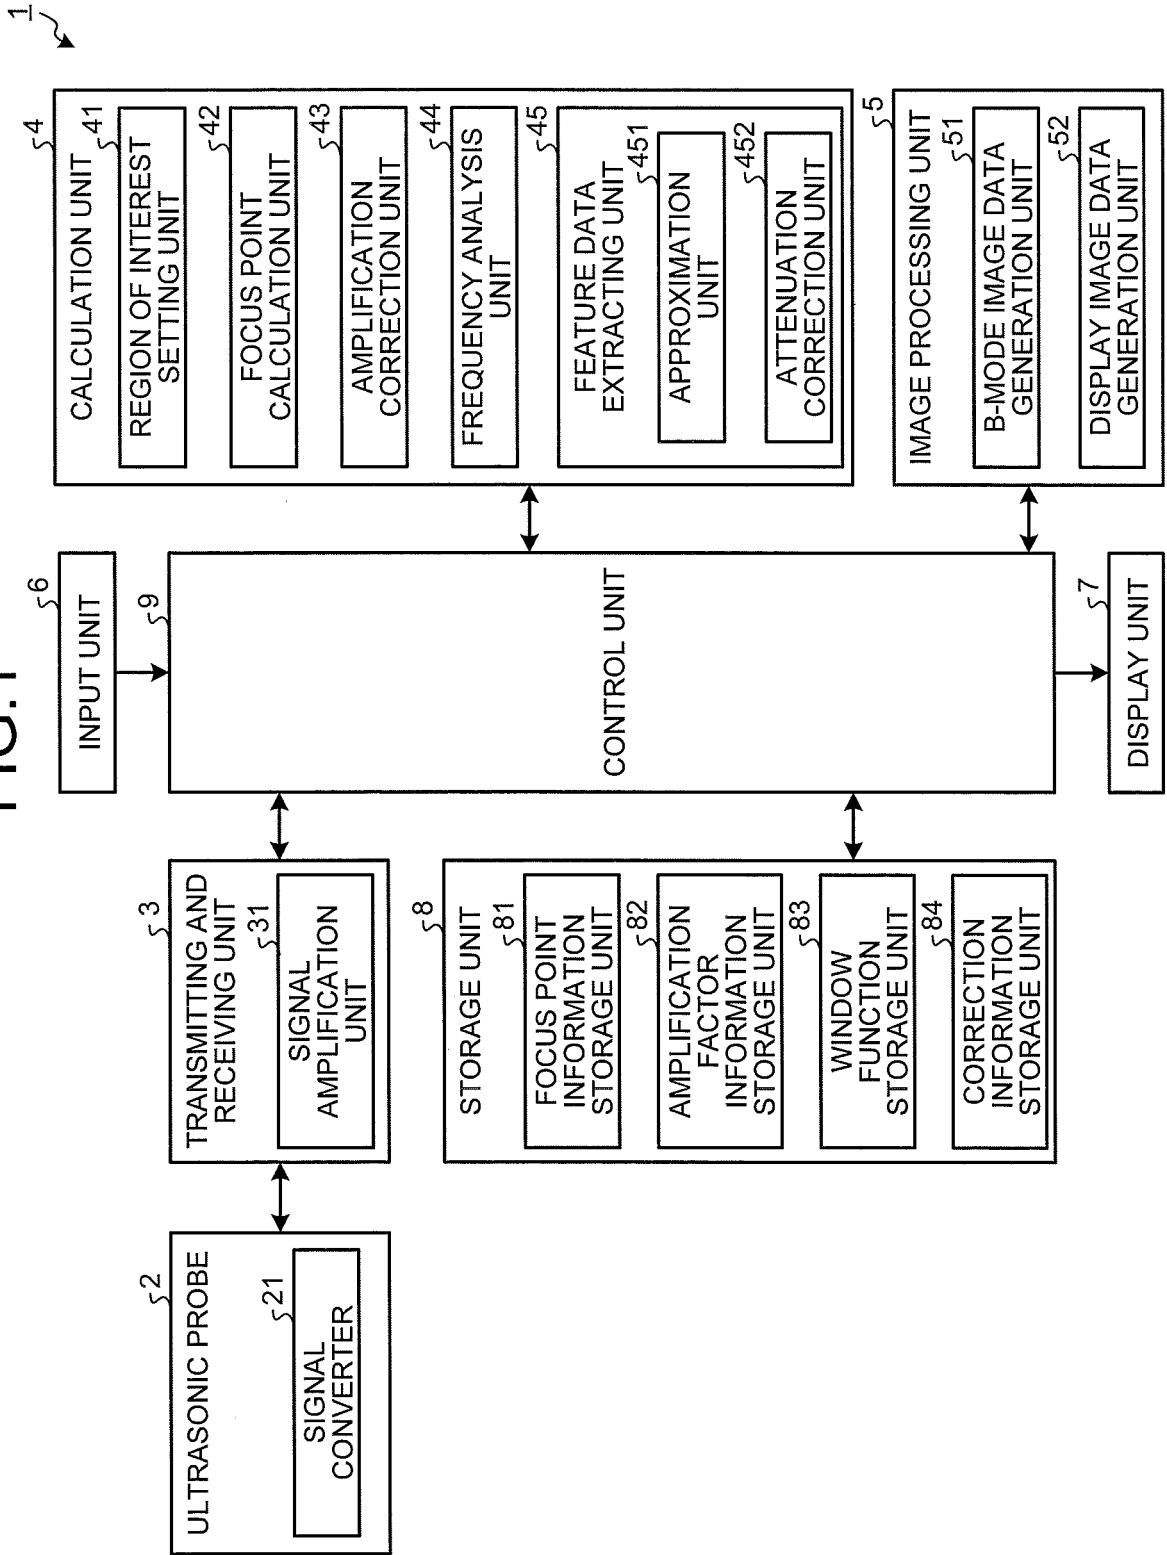 FIG.1
1
2
ULTRASONIC PROBE
21
SIGNAL
CONVERTER
3
TRANSMITTING AND
RECEIVING UNIT
31
SIGNAL
AMPLIFICATION
UNIT
8
STORAGE UNIT
81
FOCUS POINT
INFORMATION
STORAGE UNIT
82
AMPLIFICATION
FACTOR
INFORMATION
STORAGE UNIT
83
WINDOW
FUNCTION
STORAGE UNIT
84
CORRECTION
INFORMATION
STORAGE UNIT
6
INPUT UNIT
9
CONTROL UNIT
7
DISPLAY UNIT
4
CALCULATION UNIT
41
REGION OF INTEREST
SETTING UNIT
42
FOCUS POINT
CALCULATION UNIT
43
AMPLIFICATION
CORRECTION UNIT
44
FREQUENCY ANALYSIS
UNIT
45
FEATURE DATA
EXTRACTING UNIT
451
APPROXIMATION
UNIT
452
ATTENUATION
CORRECTION UNIT
5
IMAGE PROCESSING UNIT
51
B-MODE IMAGE DATA
GENERATION UNIT
52
DISPLAY IMAGE DATA
GENERATION UNIT